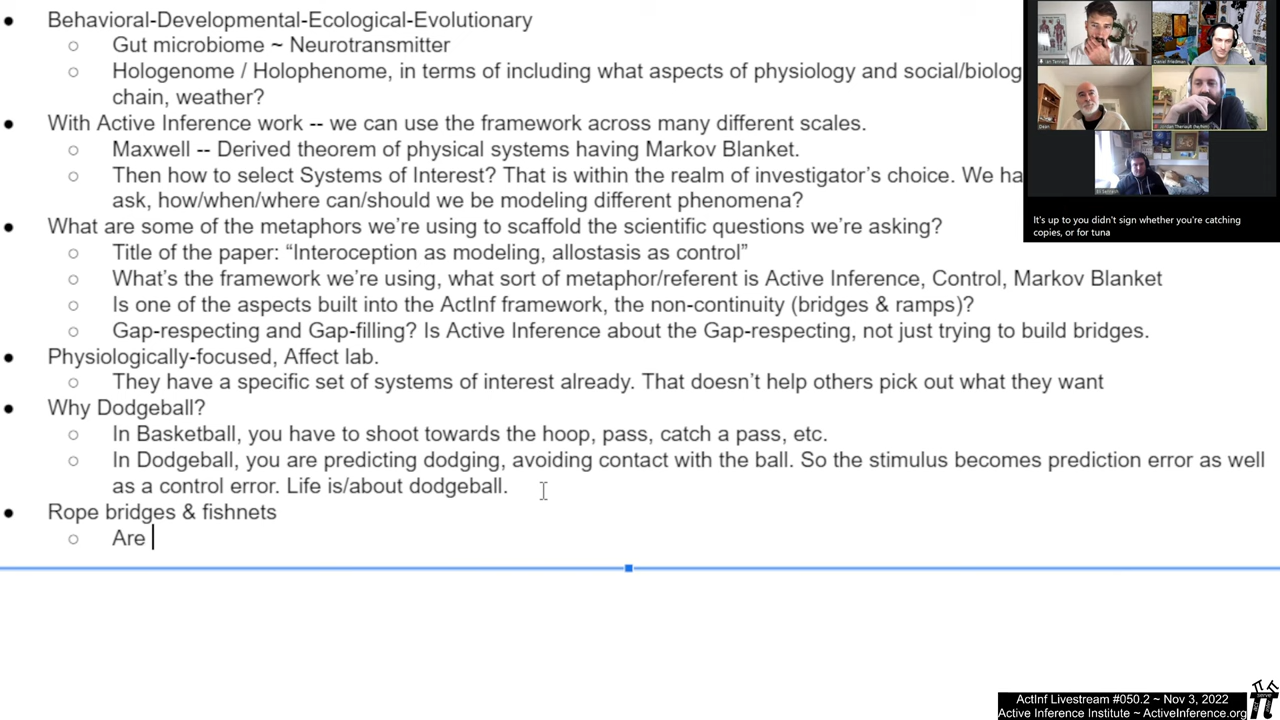 Behavioral-Developmental-Ecological-Evolutionary
Gut microbiome ~ Neurotransmitter
Hologenome / Holophenome, in terms of including what aspects of physiology and social/biolog
chain, weather?
With Active Inference work -- we can use the framework across many different scales.
Maxwell -- Derived theorem of physical systems having Markov Blanket.
Then how to select Systems of Interest? That is within the realm of investigator's choice. We ha
ask, how/when/where can/should we be modeling different phenomena?
What are some of the metaphors we're using to scaffold the scientific questions we're asking?
Title of the paper: “Interoception as modeling, allostasis as control”
What's the framework we're using, what sort of metaphor/referent is Active Inference, Control, Markov Blanket
Is one of the aspects built into the ActInf framework, the non-continuity (bridges & ramps)?
Gap-respecting and Gap-filling? Is Active Inference about the Gap-respecting, not just trying to build bridges.
Physiologically-focused, Affect lab.
They have a specific set of systems of interest already. That doesn't help others pick out what they want
Why Dodgeball?
In Basketball, you have to shoot towards the hoop, pass, catch a pass, etc.
In Dodgeball, you are predicting dodging, avoiding contact with the ball. So the stimulus becomes prediction error as well
as a control error. Life is/about dodgeball.
Rope bridges & fishnets
Are
Daniel Friedman
Dean
It's up to you didn't sign whether you're catching
copies, or for tuna
ActInf Livestream #050.2 ~ Nov 3, 2022
Active Inference Institute ~ ActiveInference.org